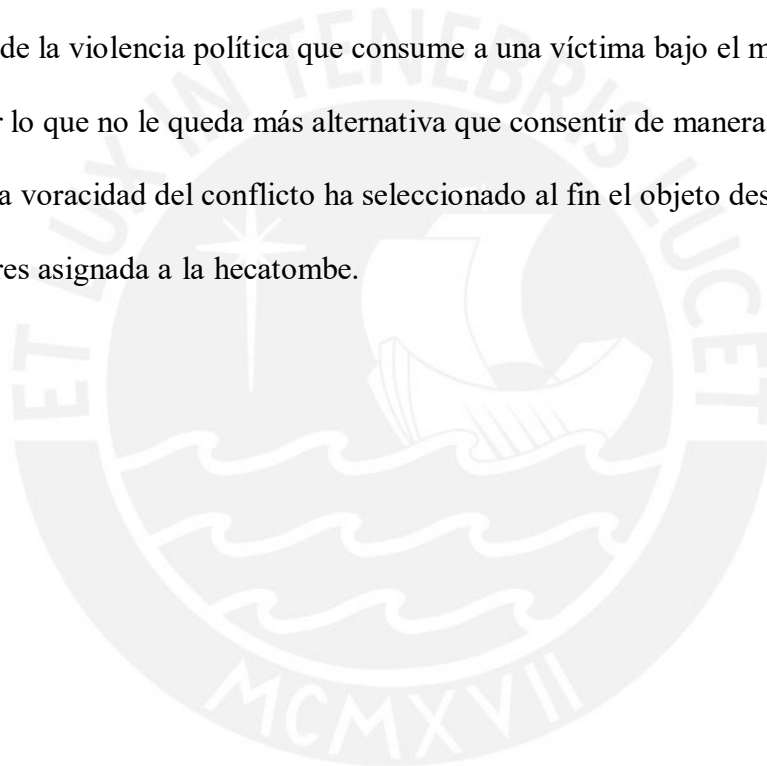 de la violencia política que consume a una víctima bajo el m
lo que no le queda más alternativa que consentir de manera
a voracidad del conflicto ha seleccionado al fin el objeto des
res asignada a la hecatombe.
ET LUX IN TENEBRIS LUCET
MCMXVII